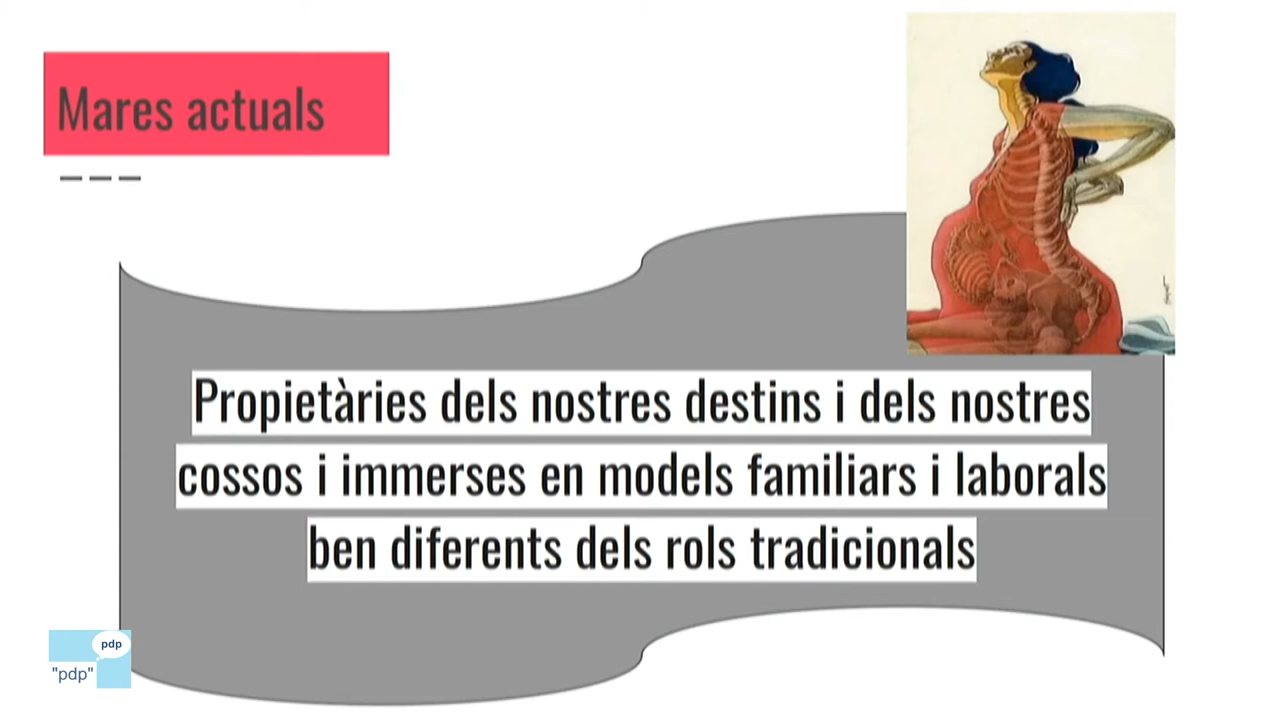 Mares actuals
Propietàries dels nostres destins i dels nostres
cossos i immerses en models familiars i laborals
ben diferents dels rols tradicionals
pdp
"pdp"